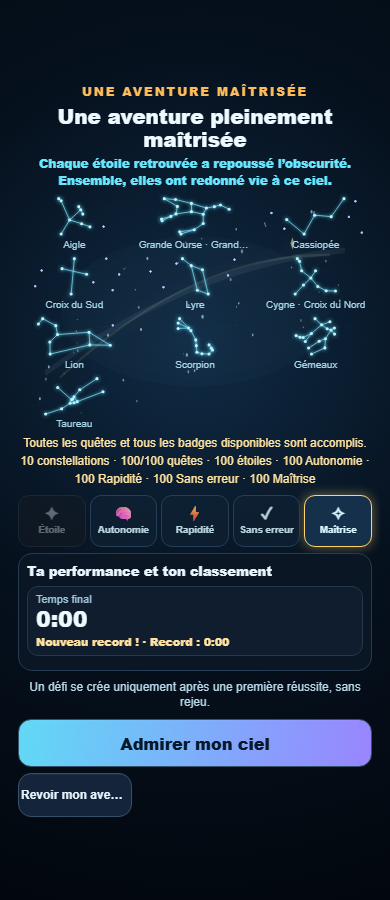 UNE AVENTURE MAÎTRISÉE
Une aventure pleinement
maîtrisée
Chaque étoile retrouvée a repoussé l’obscurité.
Ensemble, elles ont redonné vie à ce ciel.
Aigle
Grande Ourse · Grand…
Cassiopée
Croix du Sud
Lyre
Cygne · Croix du Nord
Lion
Scorpion
Gémeaux
Taureau
Toutes les quêtes et tous les badges disponibles sont accomplis.
10 constellations · 100/100 quêtes · 100 étoiles · 100 Autonomie ·
100 Rapidité · 100 Sans erreur · 100 Maîtrise
Étoile
Autonomie
Rapidité
Sans erreur
Maîtrise
Ta performance et ton classement
Temps final
0:00
Nouveau record ! · Record : 0:00
Un défi se crée uniquement après une première réussite, sans
rejeu.
Admirer mon ciel
Revoir mon ave…